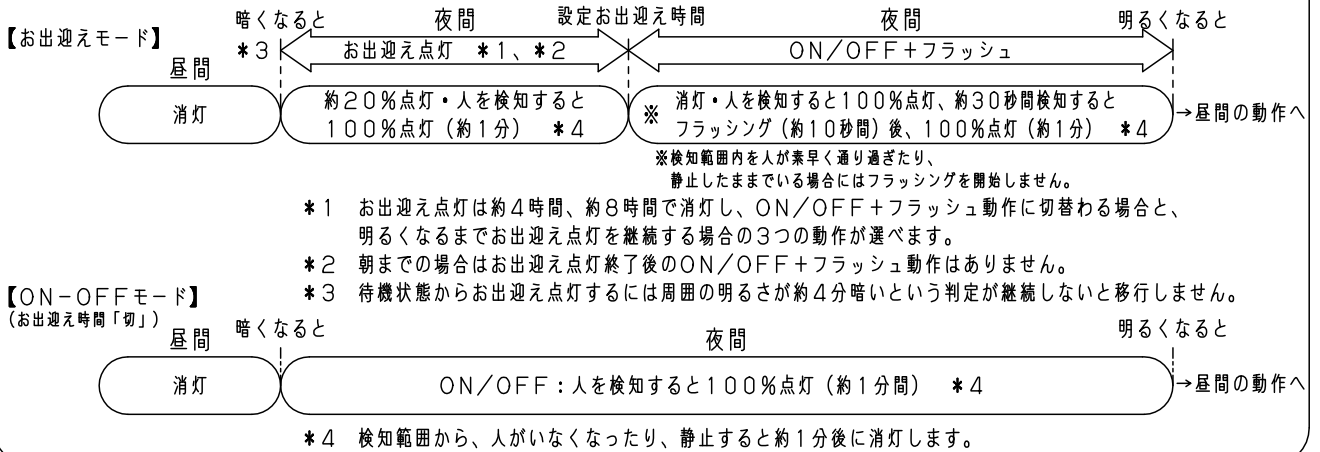 暗くなると 夜間 設定お出迎え時間 夜間 明るくなると
【お出迎えモード】 *3 お出迎え点灯 *1、*2 ON/OFF+フラッシュ
昼間
消灯
約20%点灯・人を検知すると
100%点灯(約1分) *4
※ 消灯・人を検知すると100%点灯、約30秒間検知すると
フラッシング(約10秒間)後、100%点灯(約1分) *4
→昼間の動作へ
※検知範囲内を人が素早く通り過ぎたり、
静止したままでいる場合にはフラッシングを開始しません。
*1 お出迎え点灯は約4時間、約8時間で消灯し、ON/OFF+フラッシュ動作に切替わる場合と、
明るくなるまでお出迎え点灯を継続する場合の3つの動作が選べます。
*2 朝までの場合はお出迎え点灯終了後のON/OFF+フラッシュ動作はありません。
*3 待機状態からお出迎え点灯するには周囲の明るさが約4分暗いという判定が継続しないと移行しません。
【ON-OFFモード】
(お出迎え時間「切」)
昼間 暗くなると 夜間 明るくなると
消灯 ON/OFF:人を検知すると100%点灯(約1分間) *4 →昼間の動作へ
*4 検知範囲から、人がいなくなったり、静止すると約1分後に消灯します。